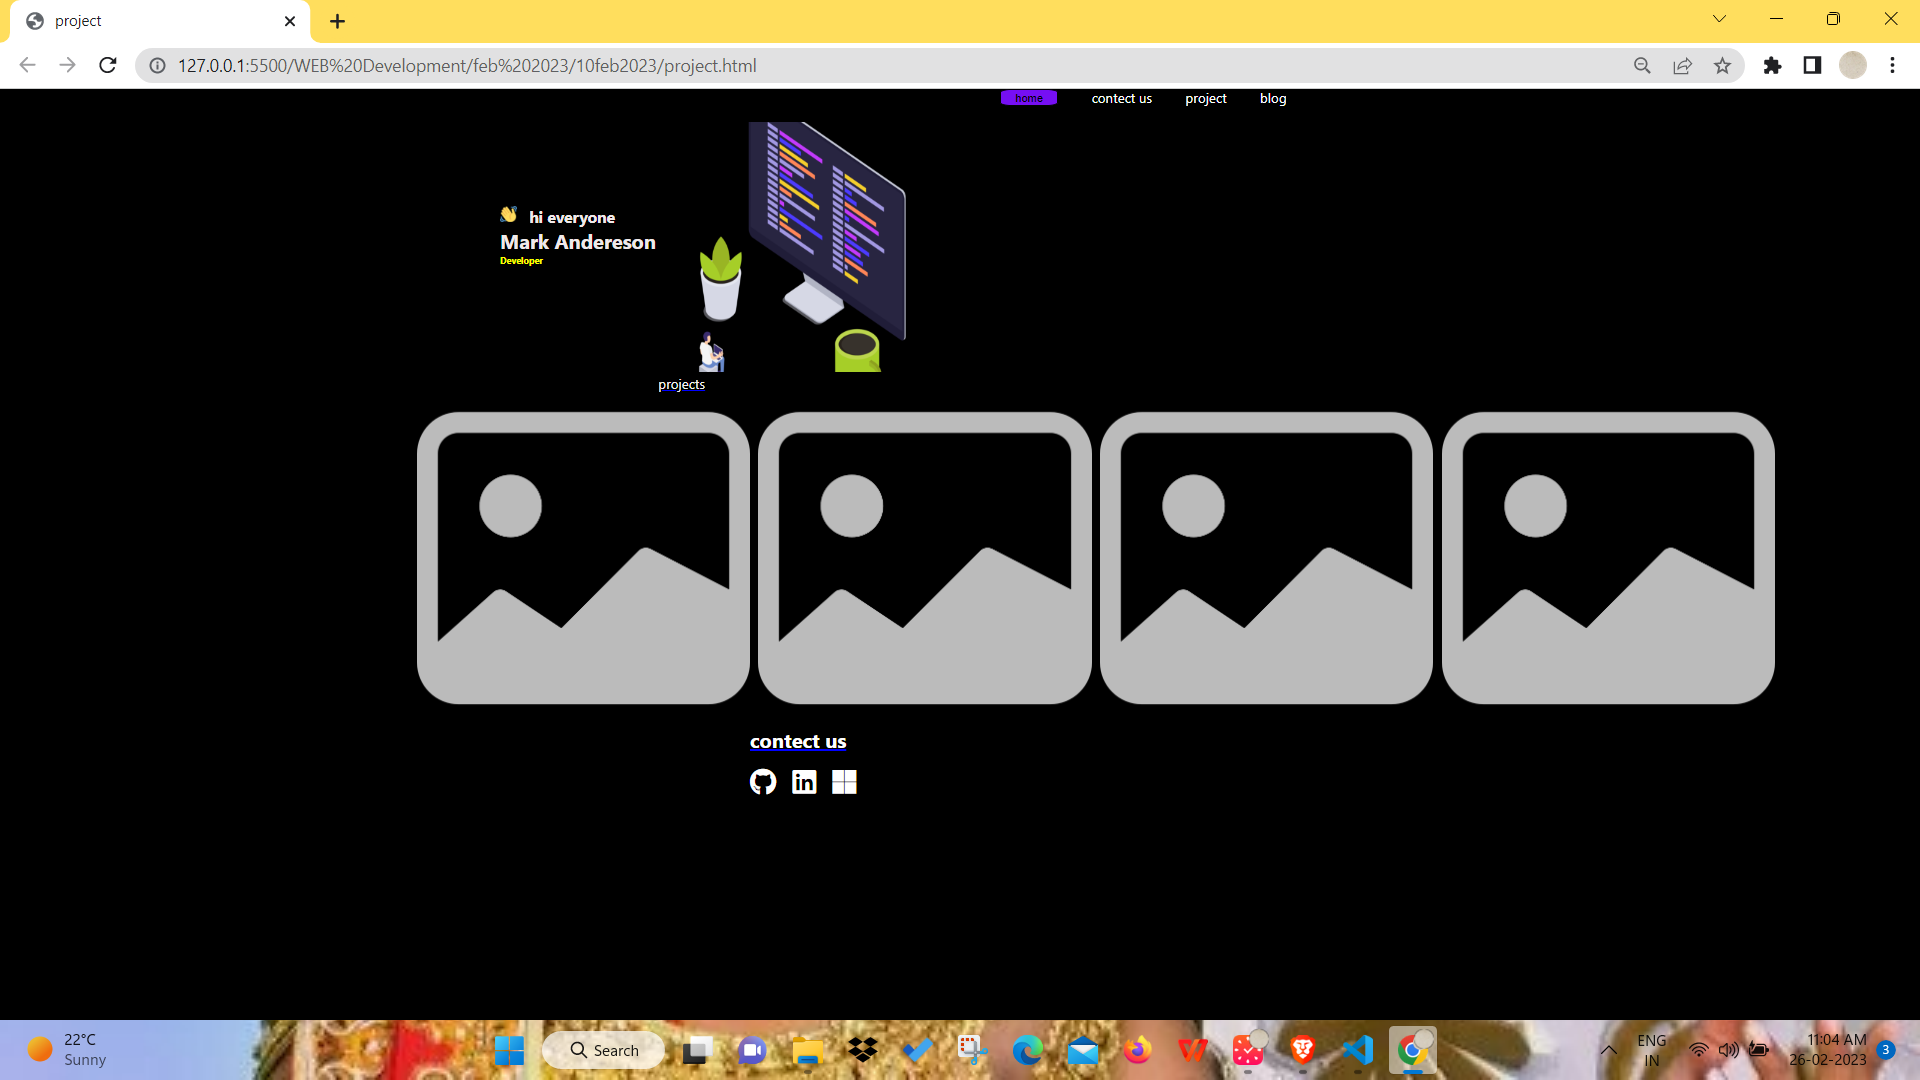 project
127.0.0.1:5500/WEB%20Development/feb%202023/10feb2023/project.html
home contect us project blog
hi everyone
Mark Andereson
Developer
projects
contect us
in
22°C
Sunny
Search
ENG
IN
11:04 AM
26-02-2023
3